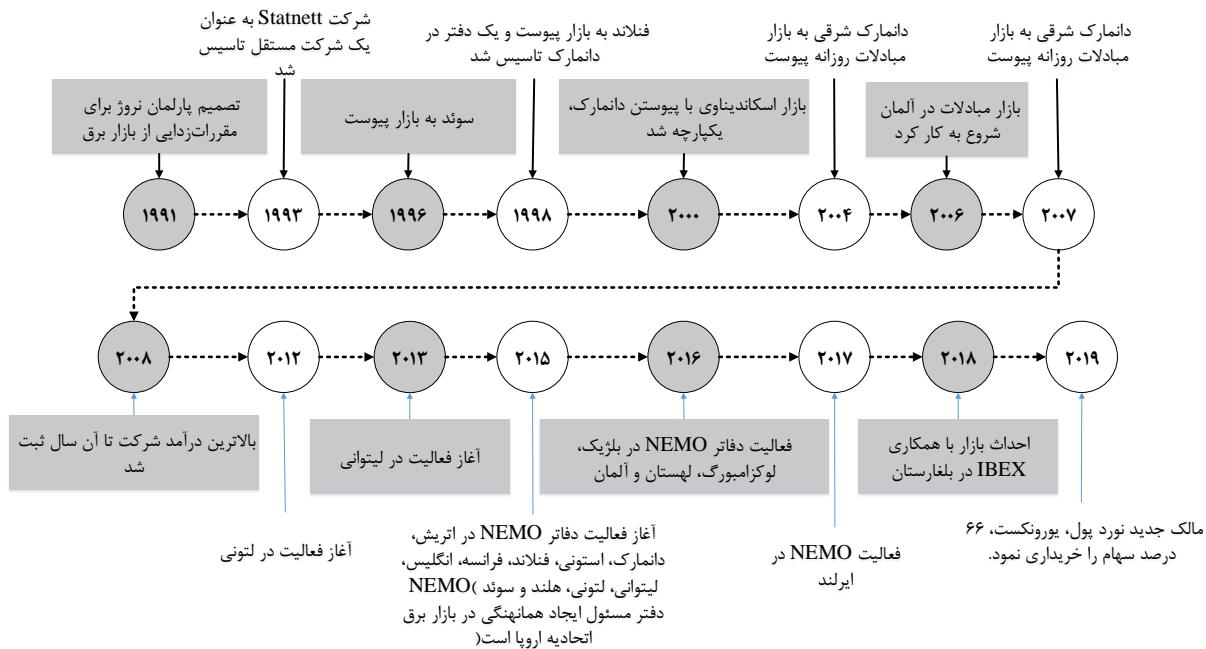 شرکت Statnett به عنوان
یک شرکت مستقل تاسیس
شد
فنلاند به بازار پیوست و یک دفتر در
دانمارک تاسیس شد
دانمارک شرقی به بازار
مبادلات روزانه پیوست
دانمارک شرقی به بازار
مبادلات روزانه پیوست
تصمیم پارلمان نروژ برای
مقررات‌زدایی از بازار برق
سوئد به بازار پیوست
بازار اسکاندیناوی با پیوستن دانمارک،
یکپارچه شد
بازار مبادلات در آلمان
شروع به کار کرد
۱۹۹۱
۱۹۹۳
۱۹۹۶
۱۹۹۸
۲۰۰۰
۲۰۰۴
۲۰۰۶
۲۰۰۷
۲۰۰۸
۲۰۱۲
۲۰۱۳
۲۰۱۵
۲۰۱۶
۲۰۱۷
۲۰۱۸
۲۰۱۹
بالاترین درآمد شرکت تا آن سال ثبت
شد
آغاز فعالیت در لیتوانی
فعالیت دفاتر NEMO در بلژیک،
لوکزامبورگ، لهستان و آلمان
احداث بازار با همکاری
IBEX در بلغارستان
آغاز فعالیت در لتونی
آغاز فعالیت دفاتر NEMO در اتریش،
دانمارک، استونی، فنلاند، فرانسه، انگلیس،
لیتوانی، لتونی، هلند و سوئد )NEMO
دفتر مسئول ایجاد همانهنگی در بازار برق
اتحادیه اروپا است(
فعالیت NEMO در
ایرلند
مالک جدید نورد پول، یورونکست، ۶۶
درصد سهام را خریداری نمود.